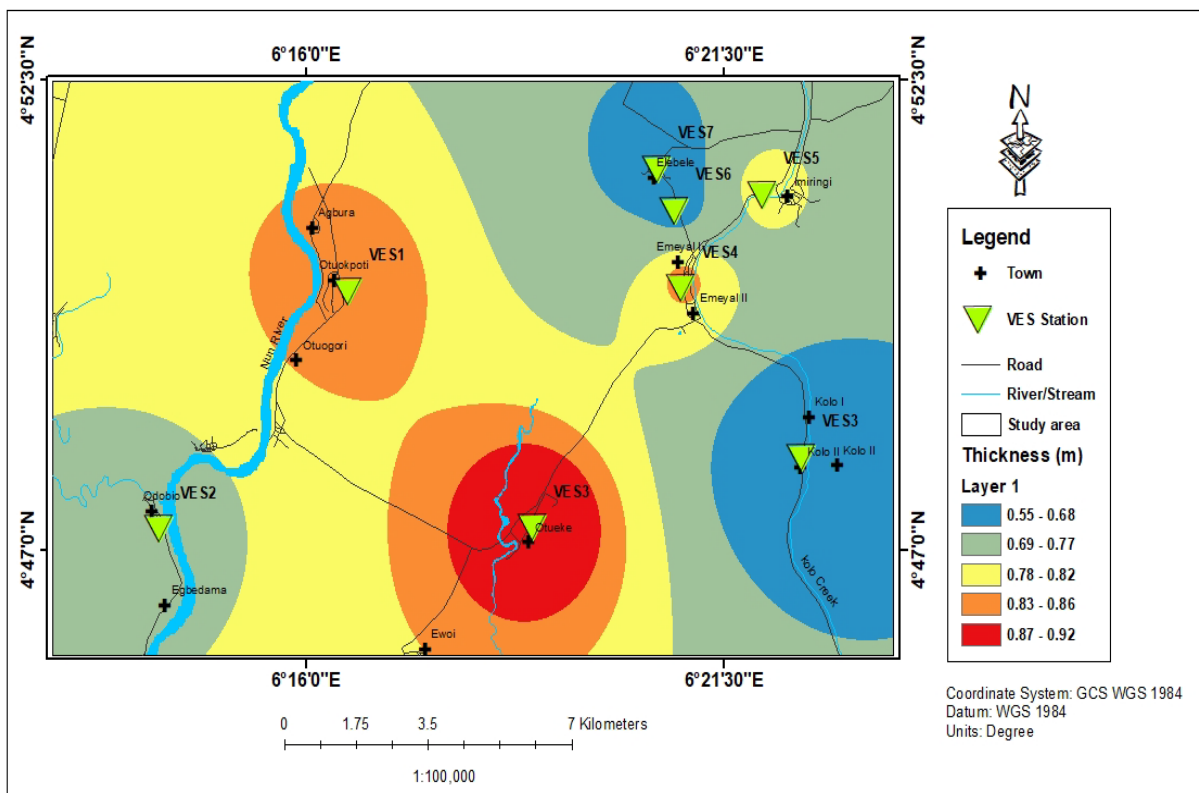 6°16'0"E
6°21'30"E
4°52'30"N
4°52'30"N
N
VES7
Elebele
VES6
VES5
Imiringi
Agbura
Otuokpoti
VES1
Emeyal I
VES4
Emeyal II
Nun River
Otuogori
Kolo I
VES3
Kolo II
Kolo II
Odobio
VES2
VES3
Otueke
4°47'0"N
4°47'0"N
Kolo Creek
Egbedama
Ewoi
6°16'0"E
6°21'30"E
Legend
Town
VES Station
Road
River/Stream
Study area
Thickness (m)
Layer 1
0.55 - 0.68
0.69 - 0.77
0.78 - 0.82
0.83 - 0.86
0.87 - 0.92
0 1.75 3.5 7 Kilometers
1:100,000
Coordinate System: GCS WGS 1984
Datum: WGS 1984
Units: Degree